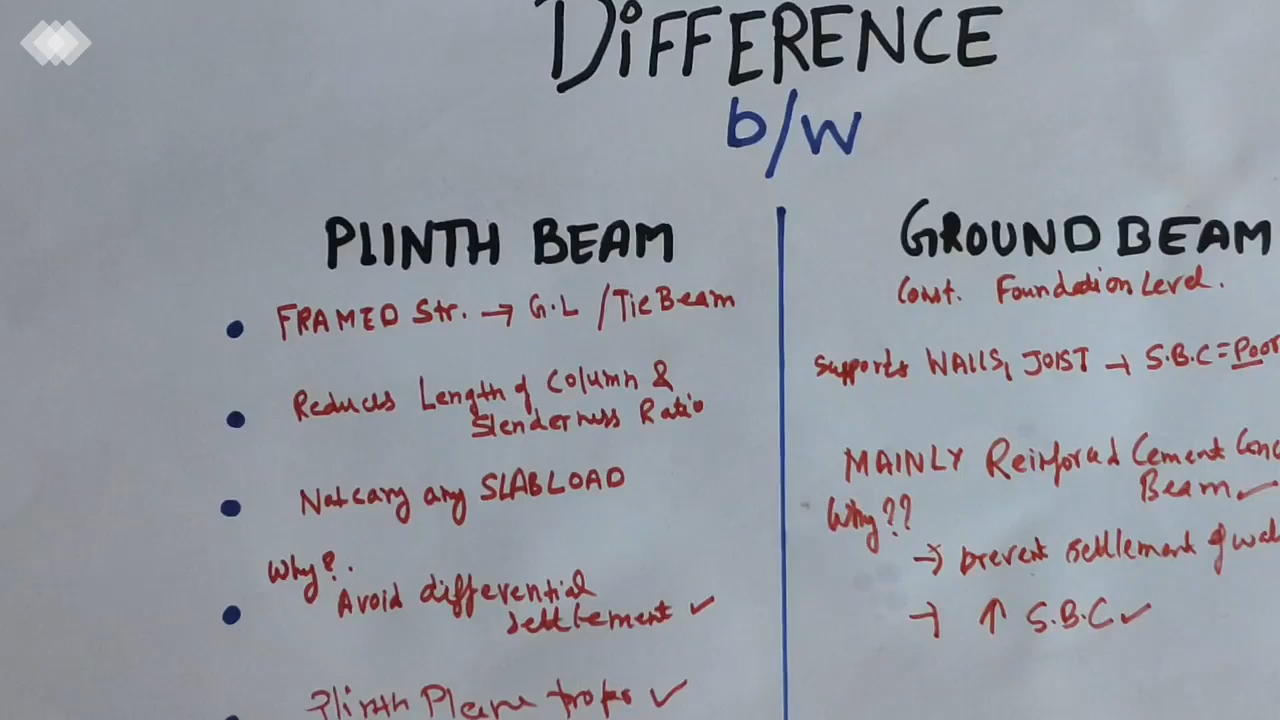 DIFFERENCE
b/w
PLINTH BEAM
FRAMED Str. → G.L /Tie Beam
Reduces Length of Column &
Slenderness Ratio
Not carry any SLAB LOAD
Why?
Avoid differential
settlement ✓
Plinth Plane proper ✓
GROUND BEAM
Const. Foundation Level.
Supports WALLS, JOIST → S.B.C = Poor
MAINLY Reinforced Cement Conc
Beam ✓
Why??
→ prevent settlement of wal
→ ↑ S.B.C ✓